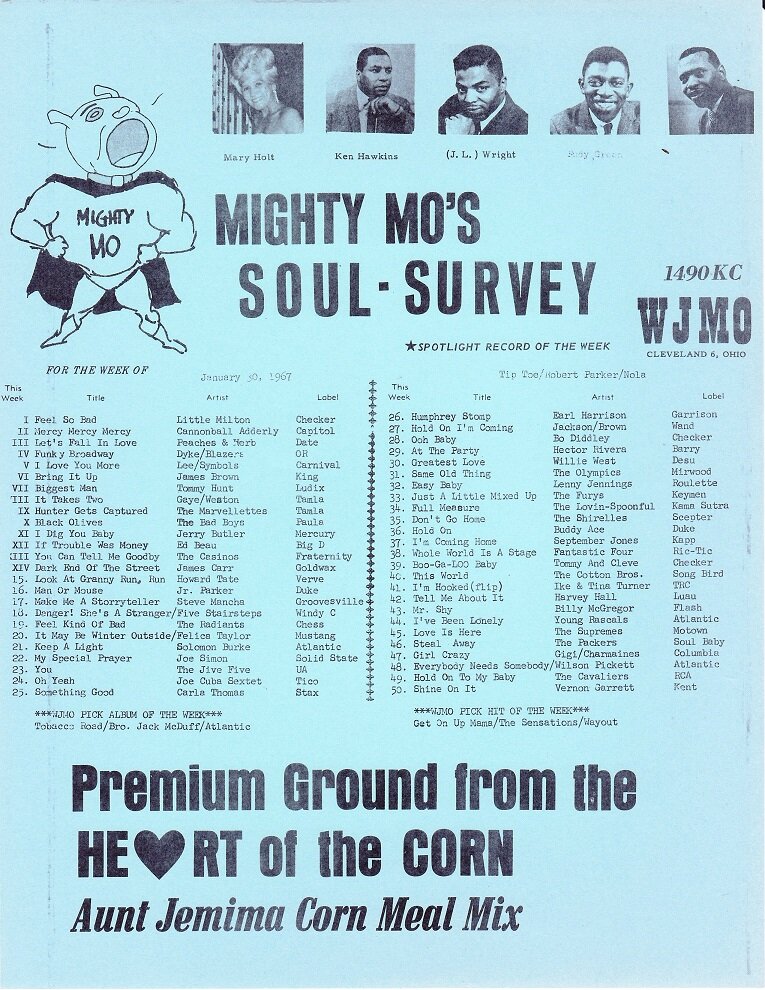 Mary Holt
Ken Hawkins
(J. L.) Wright
Rudy Green
MIGHTY MO
MIGHTY MO'S
SOUL-SURVEY
1490 KC
WJMO
CLEVELAND 6, OHIO
★SPOTLIGHT RECORD OF THE WEEK
FOR THE WEEK OF
January 30, 1967
Tip Toe/Robert Parker/Nola
This Week Title Artist Label
I Feel So Bad Little Milton Checker
II Mercy Mercy Mercy Cannonball Adderly Capitol
III Let's Fall In Love Peaches & Herb Date
IV Funky Broadway Dyke/Blazers OR
V I Love You More Lee/Symbols Carnival
VI Bring It Up James Brown King
VII Biggest Man Tommy Hunt Ludix
VIII It Takes Two Gaye/Weston Tamla
IX Hunter Gets Captured The Marvellettes Tamla
X Black Olives The Bad Boys Paula
XI I Dig You Baby Jerry Butler Mercury
XII If Trouble Was Money Ed Beau Big D
XIII You Can Tell Me Goodby The Casinos Fraternity
XIV Dark End Of The Street James Carr Goldwax
15. Look At Granny Run, Run Howard Tate Verve
16. Man Or Mouse Jr. Parker Duke
17. Make Me A Storyteller Steve Mancha Groovesville
18. Danger! She's A Stranger/Five Stairsteps Windy C
19. Feel Kind Of Bad The Radiants Chess
20. It May Be Winter Outside/Felice Taylor Mustang
21. Keep A Light Solomon Burke Atlantic
22. My Special Prayer Joe Simon Solid State
23. You The Jive Five UA
24. Oh Yeah Joe Cuba Sextet Tico
25. Something Good Carla Thomas Stax
***WJMO PICK ALBUM OF THE WEEK***
Tobacco Road/Bro. Jack McDuff/Atlantic
This Week Title Artist Label
26. Humphrey Stomp Earl Harrison Garrison
27. Hold On I'm Coming Jackson/Brown Wand
28. Ooh Baby Bo Diddley Checker
29. At The Party Hector Rivera Barry
30. Greatest Love Willie West Desu
31. Same Old Thing The Olympics Mirwood
32. Easy Baby Lenny Jennings Roulette
33. Just A Little Mixed Up The Furys Keymen
34. Full Measure The Lovin-Spoonful Kama Sutra
35. Don't Go Home The Shirelles Scepter
36. Hold On Buddy Ace Duke
37. I'm Coming Home September Jones Kapp
38. Whole World Is A Stage Fantastic Four Ric-Tic
39. Boo-Ga-LOO Baby Tommy And Cleve Checker
40. This World The Cotton Bros. Song Bird
41. I'm Hooked(flip) Ike & Tina Turner TRC
42. Tell Me About It Harvey Hall Luau
43. Mr. Shy Billy McGregor Flash
44. I've Been Lonely Young Rascals Atlantic
45. Love Is Here The Supremes Motown
46. Steal Away The Packers Soul Baby
47. Girl Crazy Gigi/Charmaines Columbia
48. Everybody Needs Somebody/Wilson Pickett Atlantic
49. Hold On To My Baby The Cavaliers RCA
50. Shine On It Vernon Garrett Kent
***WJMO PICK HIT OF THE WEEK***
Get On Up Mama/The Sensations/Wayout
Premium Ground from the
HE♥RT of the CORN
Aunt Jemima Corn Meal Mix